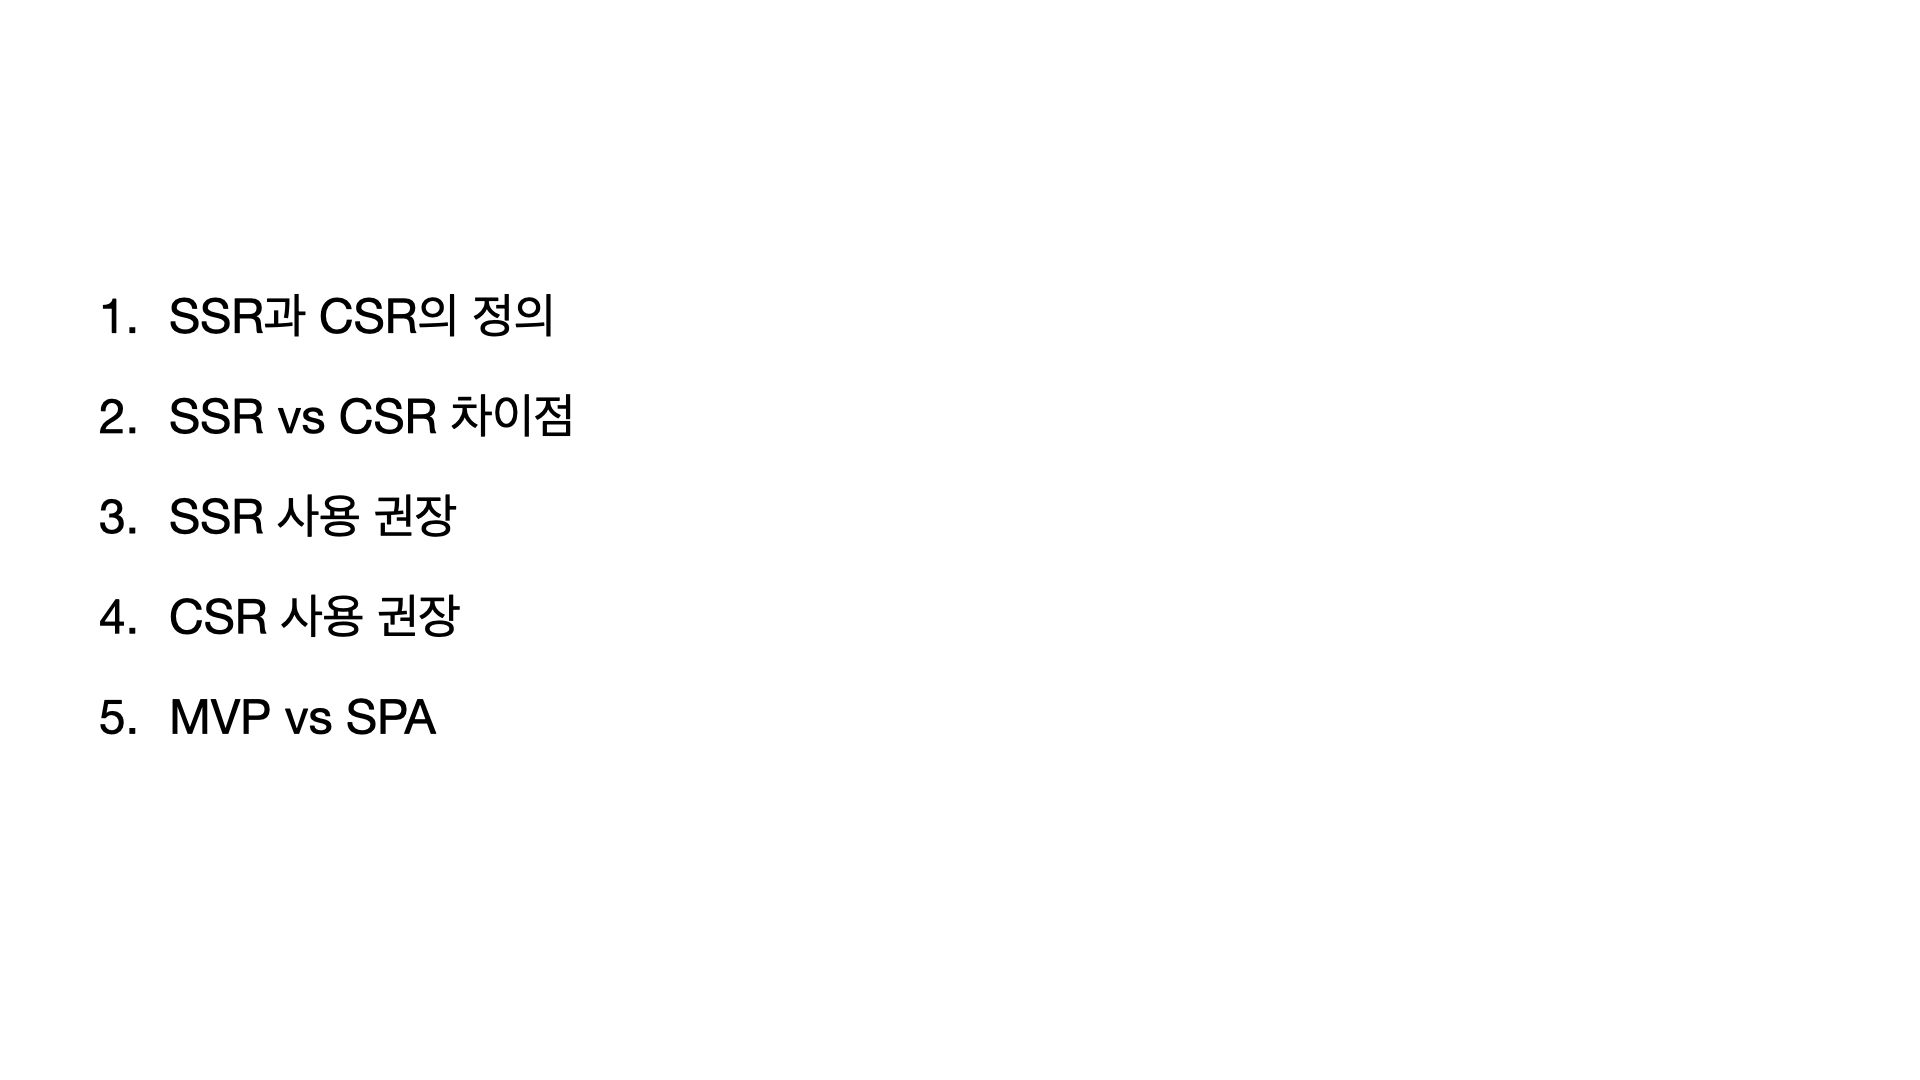 1. SSR과 CSR의 정의
2. SSR vs CSR 차이점
3. SSR 사용 권장
4. CSR 사용 권장
5. MVP vs SPA